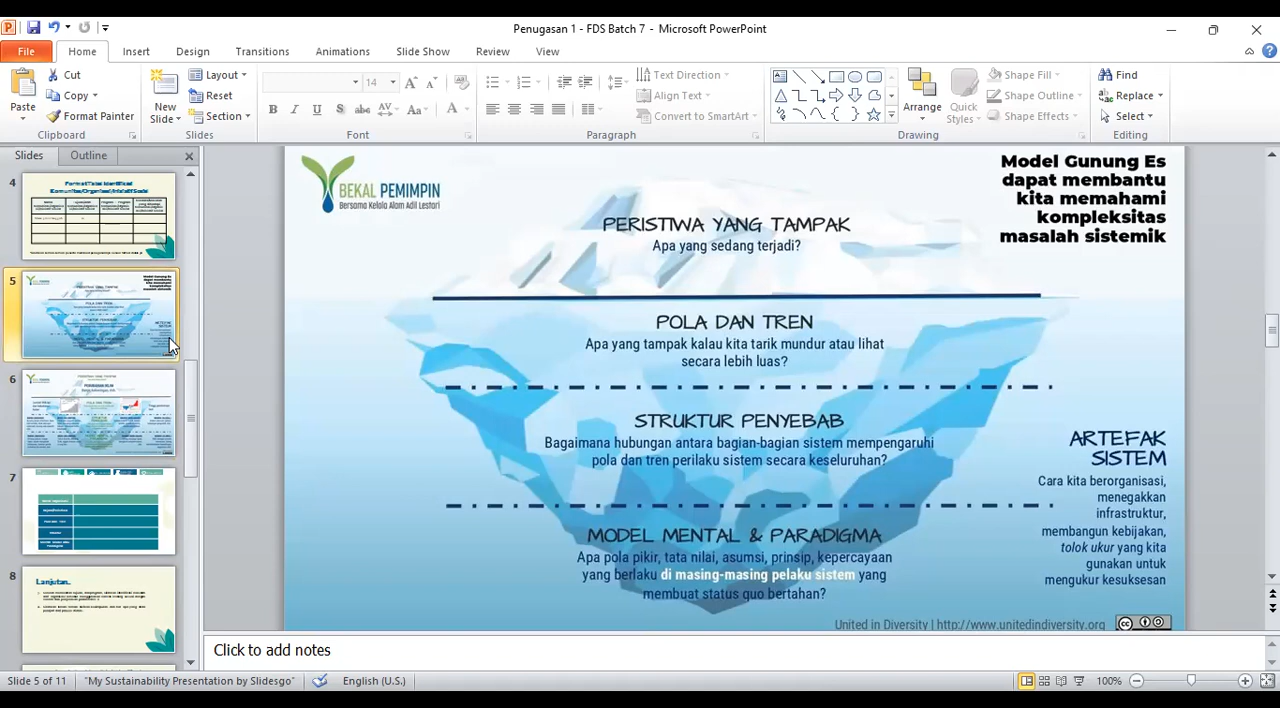 Penugasan 1 - FDS Batch 7 - Microsoft PowerPoint
File Home Insert Design Transitions Animations Slide Show Review View
Paste
Cut
Copy
Format Painter
Clipboard
New Slide
Layout
Reset
Section
Slides
14
Font
Text Direction
Align Text
Convert to SmartArt
Paragraph
Arrange
Quick Styles
Shape Fill
Shape Outline
Shape Effects
Drawing
Find
Replace
Select
Editing
Slides Outline
4
5
6
7
8
Lanjutan.
BEKAL PEMIMPIN
Bersama Kelola Alam Adil Lestari
Model Gunung Es
dapat membantu
kita memahami
kompleksitas
masalah sistemik
PERISTIWA YANG TAMPAK
Apa yang sedang terjadi?
POLA DAN TREN
Apa yang tampak kalau kita tarik mundur atau lihat
secara lebih luas?
STRUKTUR PENYEBAB
Bagaimana hubungan antara bagian-bagian sistem mempengaruhi
pola dan tren perilaku sistem secara keseluruhan?
MODEL MENTAL & PARADIGMA
Apa pola pikir, tata nilai, asumsi, prinsip, kepercayaan
yang berlaku di masing-masing pelaku sistem yang
membuat status quo bertahan?
ARTEFAK
SISTEM
Cara kita berorganisasi,
menegakkan
infrastruktur,
membangun kebijakan,
tolok ukur yang kita
gunakan untuk
mengukur kesuksesan
United in Diversity | http://www.unitedindiversity.org
Click to add notes
Slide 5 of 11 "My Sustainability Presentation by Slidesgo" English (U.S.) 100%